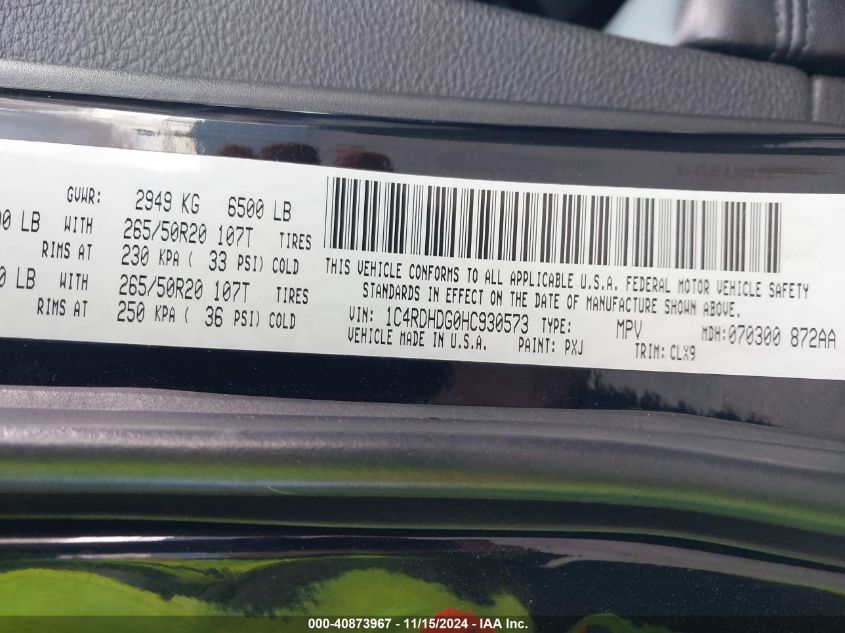 GVWR: 2949 KG 6500 LB
LB WITH 265/50R20 107T TIRES
RIMS AT 230 KPA ( 33 PSI) COLD
LB WITH 265/50R20 107T TIRES
RIMS AT 250 KPA ( 36 PSI) COLD
THIS VEHICLE CONFORMS TO ALL APPLICABLE U.S.A. FEDERAL MOTOR VEHICLE SAFETY
STANDARDS IN EFFECT ON THE DATE OF MANUFACTURE SHOWN ABOVE.
VIN: 1C4RDHDG0HC930573 TYPE: MPV MDH:070300 872AA
VEHICLE MADE IN U.S.A. PAINT: PXJ TRIM: CLX9
000-40873967 - 11/15/2024 - IAA Inc.